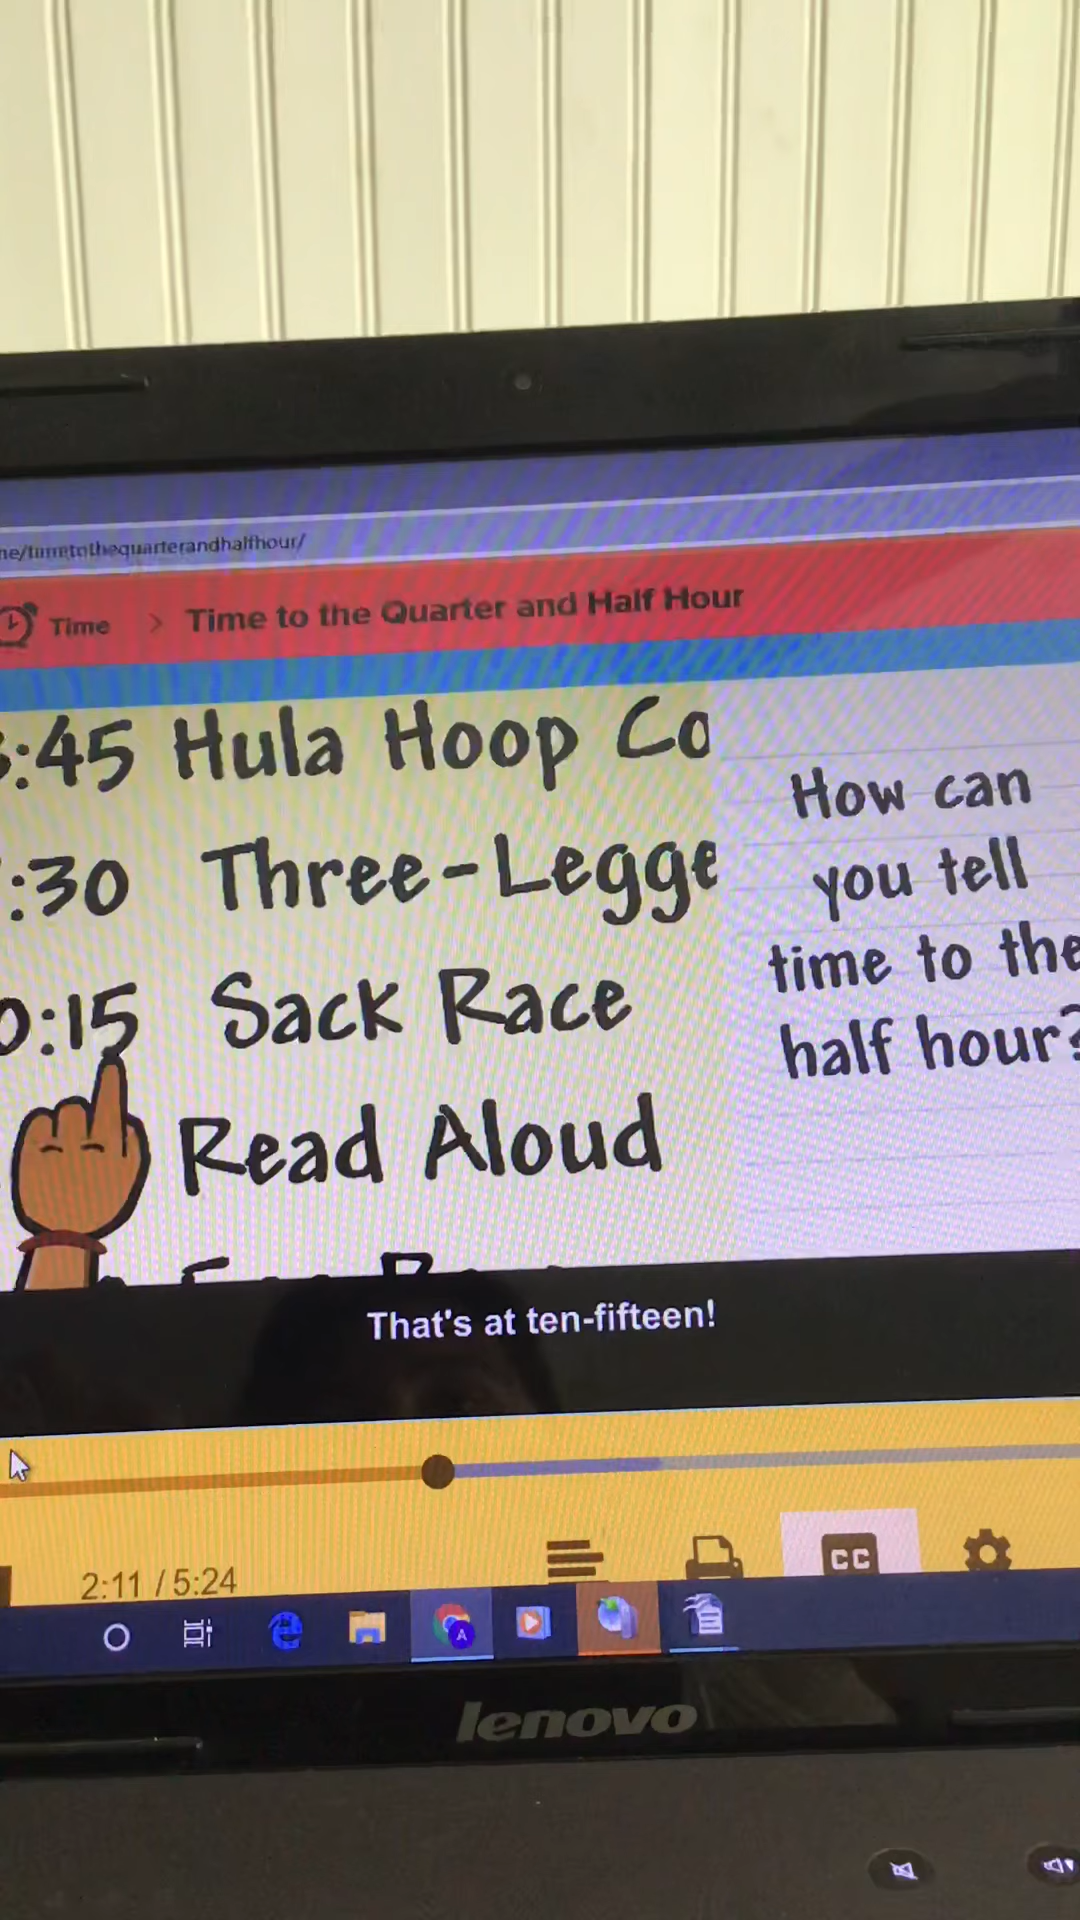 me/timetothequarterandhalfhour/
Time > Time to the Quarter and Half Hour
:45 Hula Hoop Co
:30 Three-Legge
0:15 Sack Race
Read Aloud
How can
you tell
time to the
half hour?
That's at ten-fifteen!
2:11 / 5:24
CC
A
lenovo